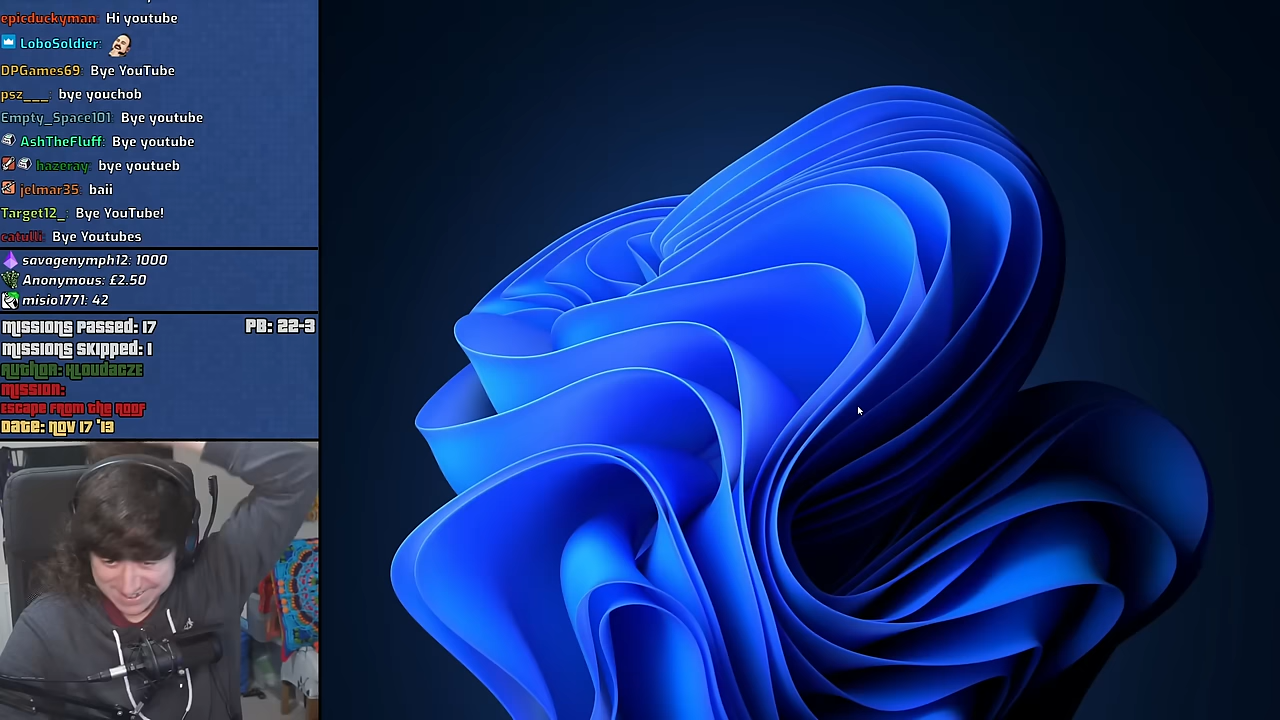 epicduckyman: Hi youtube
LoboSoldier:
DPGames69: Bye YouTube
psz___: bye youchob
Empty_Space101: Bye youtube
AshTheFluff: Bye youtube
hazeray: bye youtueb
jelmar35: baii
Target12_: Bye YouTube!
catulli: Bye Youtubes
savagenymph12: 1000
Anonymous: £2.50
misio1771: 42
Missions Passed: 17
PB: 22-3
Missions Skipped: 1
Author: Kloudacze
Mission:
Escape from the Roof
Date: Nov 17 '13